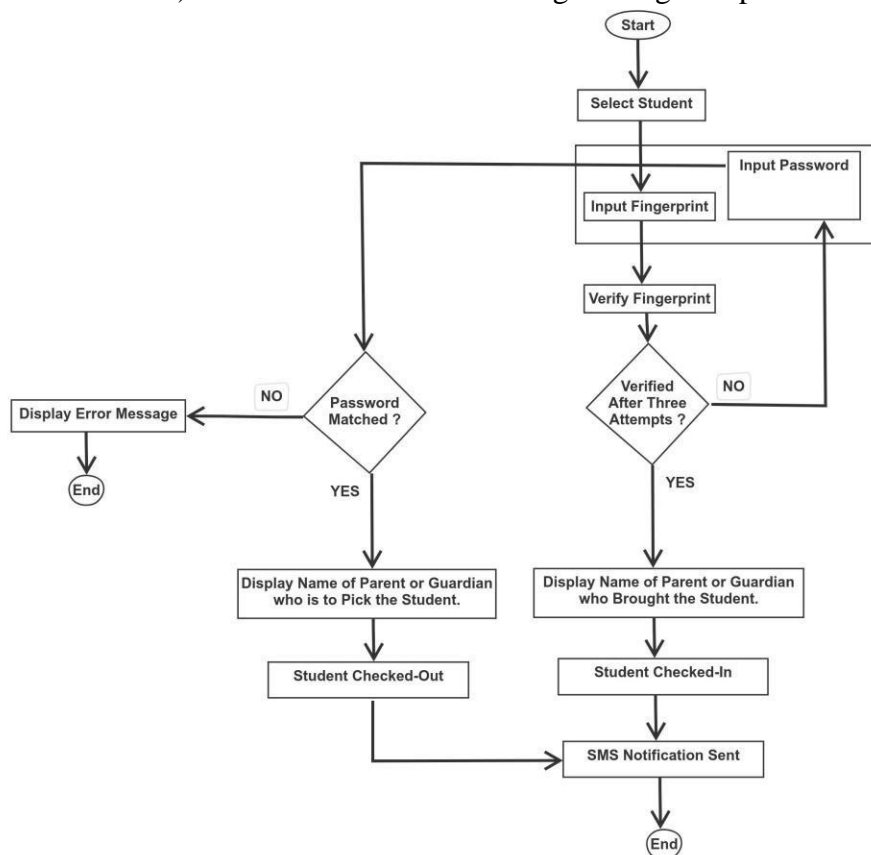 Start
Select Student
Input Password
Input Fingerprint
Verify Fingerprint
Verified
After Three
Attempts ?
NO
Password
Matched ?
NO
Display Error Message
End
YES
YES
Display Name of Parent or Guardian
who is to Pick the Student.
Display Name of Parent or Guardian
who Brought the Student.
Student Checked-Out
Student Checked-In
SMS Notification Sent
End